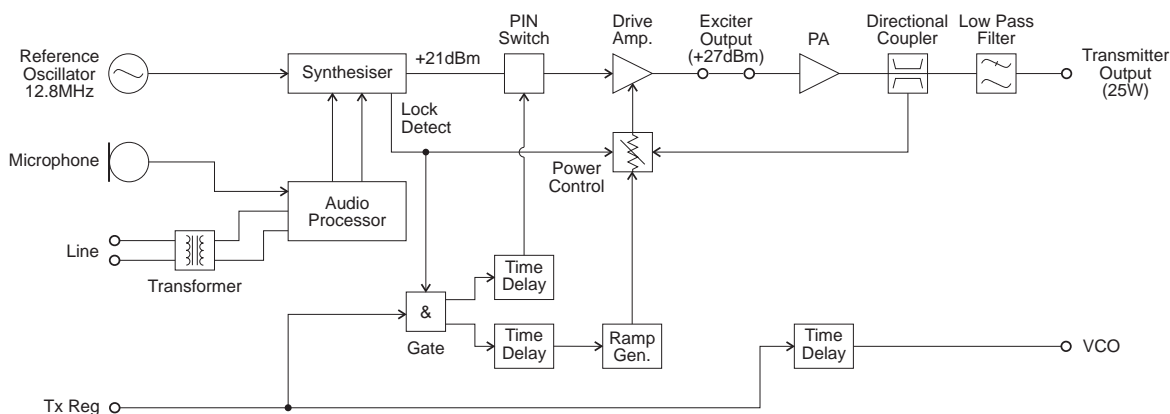 PIN
Switch
Drive
Amp.
Exciter
Output
(+27dBm)
PA
Directional
Coupler
Low Pass
Filter
Reference
Oscillator
12.8MHz
Synthesiser
+21dBm
Transmitter
Output
(25W)
Lock
Detect
Microphone
Power
Control
Audio
Processor
Line
Transformer
Time
Delay
&
Gate
Time
Delay
Ramp
Gen.
Time
Delay
VCO
Tx Reg